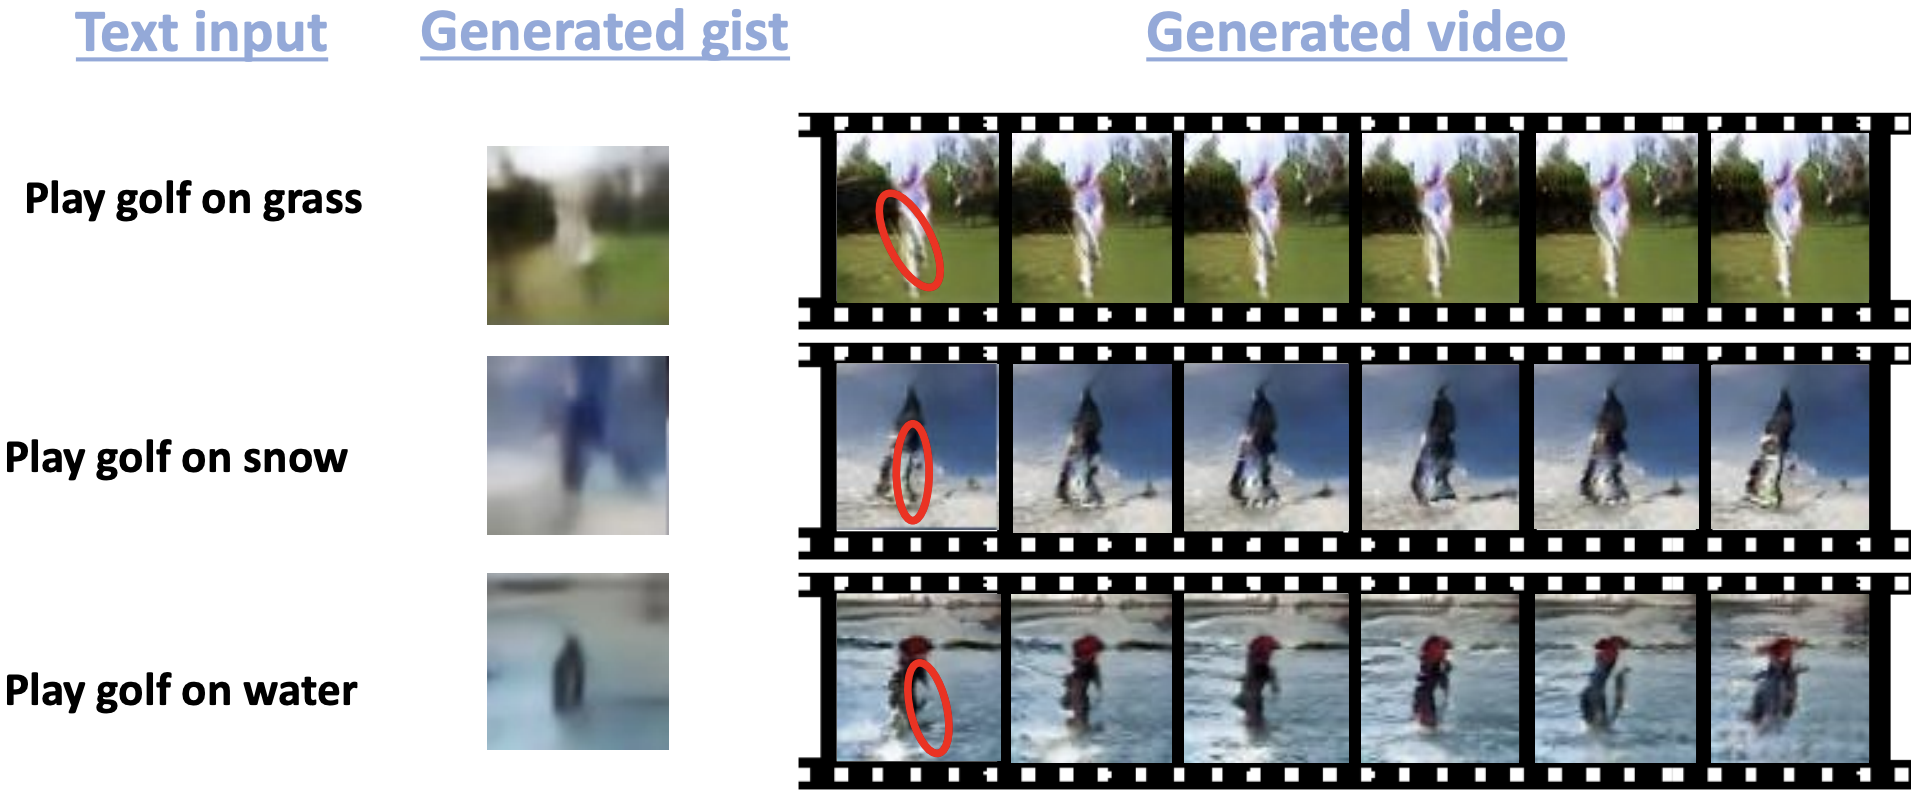 Text input
Generated gist
Generated video
Play golf on grass
Play golf on snow
Play golf on water